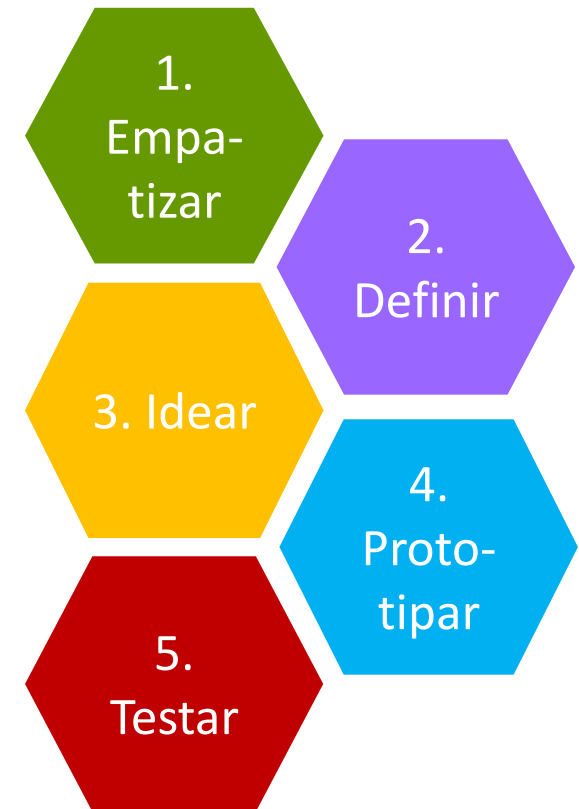 1.
Empa-
tizar
2.
Definir
3. Idear
4.
Proto-
tipar
5.
Testar